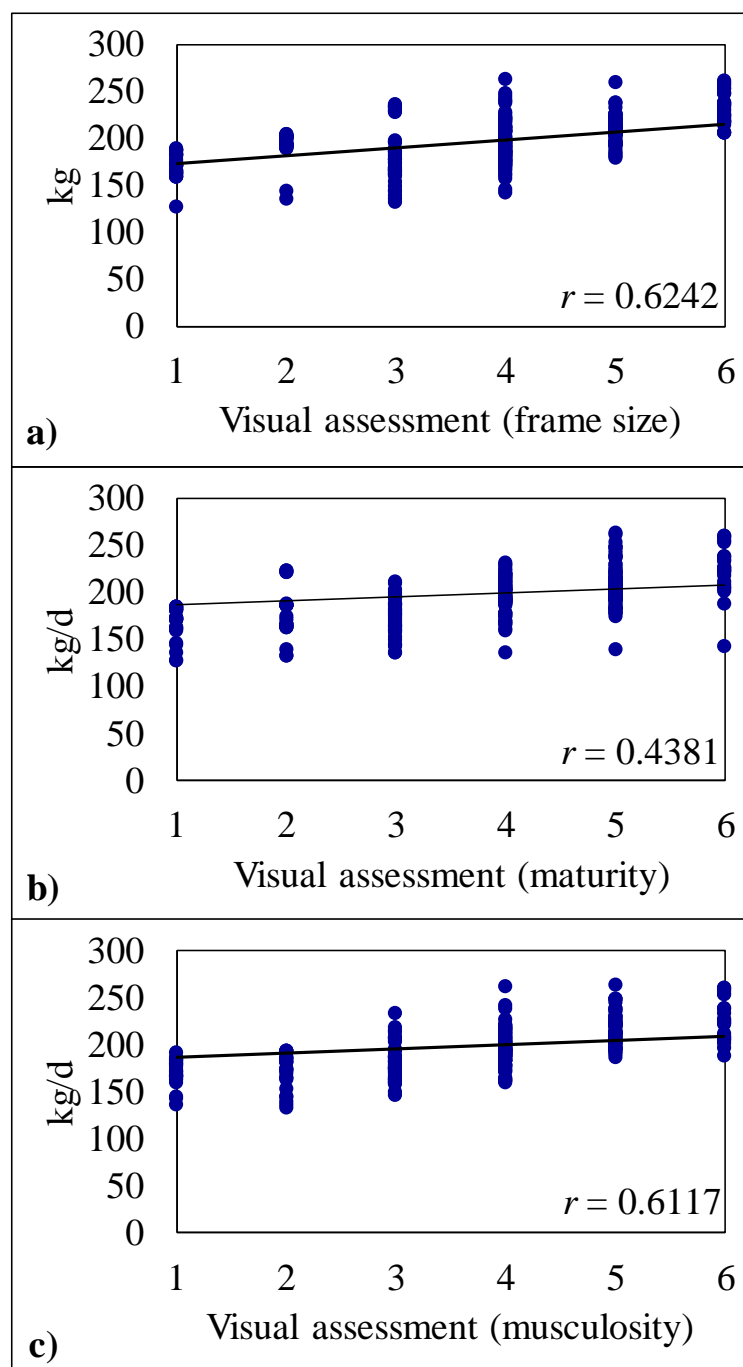 300
250
200
150
100
50
0
kg
r = 0.6242
1 2 3 4 5 6
a) Visual assessment (frame size)
300
250
200
150
100
50
0
kg/d
r = 0.4381
1 2 3 4 5 6
Visual assessment (maturity)
b)
300
250
200
150
100
50
0
kg/d
r = 0.6117
1 2 3 4 5 6
Visual assessment (musculosity)
c)